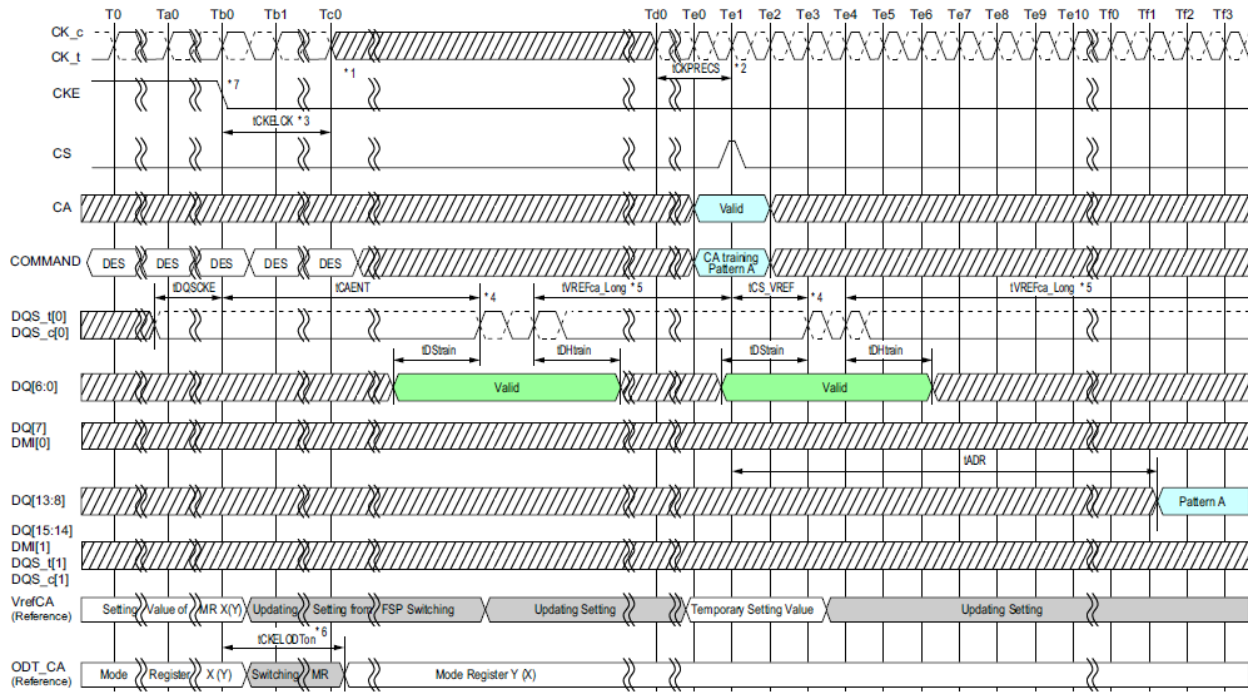 T0 Ta0 Tb0 Tb1 Tc0 Td0 Te0 Te1 Te2 Te3 Te4 Te5 Te6 Te7 Te8 Te9 Te10 Tf0 Tf1 Tf2 Tf3
CK_c
CK_t
*1 tCKPRECS *2
CKE
*7
tCKELCK *3
CS
CA Valid
COMMAND DES DES DES DES DES CA training
Pattern A
tDQSCKE tCAENT *4 tVREFca_Long *5 tCS_VREF *4 tVREFca_Long *5
DQS_t[0]
DQS_c[0]
tDStrain tDHtrain tDStrain tDHtrain
DQ[6:0] Valid Valid
DQ[7]
DMI[0]
tADR
DQ[13:8] Pattern A
DQ[15:14]
DMI[1]
DQS_t[1]
DQS_c[1]
VrefCA
(Reference)
Setting Value of MR X(Y) Updating Setting from FSP Switching Updating Setting Temporary Setting Value Updating Setting
tCKELODTon *6
ODT_CA
(Reference)
Mode Register X (Y) Switching MR Mode Register Y (X)